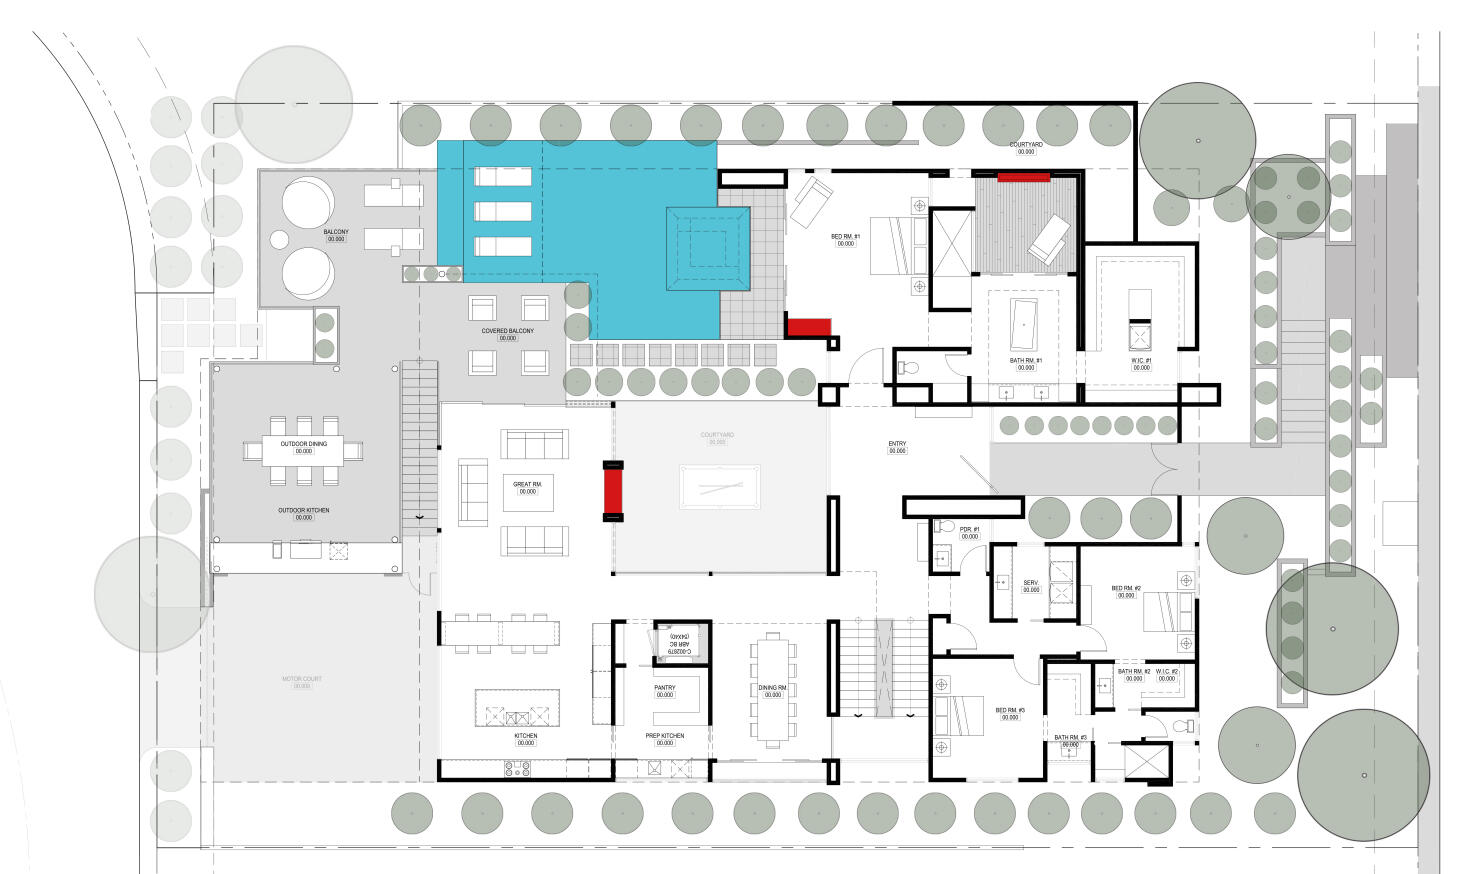 COURTYARD
00.000
BALCONY
00.000
BED RM. #1
00.000
COVERED BALCONY
00.000
BATH RM. #1
00.000
W.I.C. #1
00.000
COURTYARD
00.000
ENTRY
00.000
OUTDOOR DINING
00.000
GREAT RM.
00.000
OUTDOOR KITCHEN
00.000
PDR. #1
00.000
SERV.
00.000
BED RM. #2
00.000
C-002679
ABR BC
(54X40)
MOTOR COURT
00.000
PANTRY
00.000
DINING RM.
00.000
BATH RM. #2
00.000
W.I.C. #2
00.000
BED RM. #3
00.000
KITCHEN
00.000
PREP KITCHEN
00.000
BATH RM. #3
00.000